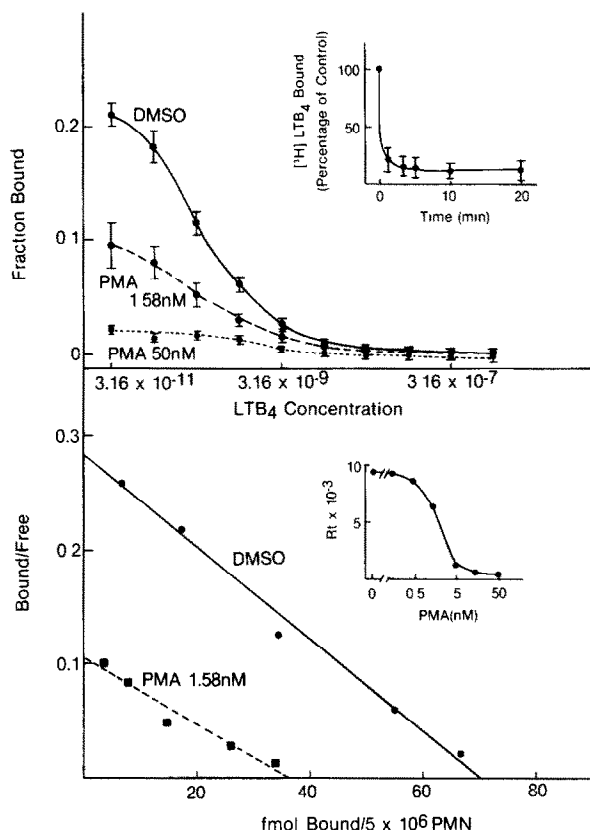 [³H] LTB₄ Bound
(Percentage of Control)
100
50
0
10
20
Time (min)
Fraction Bound
0.2
0 1
0
DMSO
PMA
1 58nM
PMA 50nM
3.16 x 10⁻¹¹
3.16 x 10⁻⁹
3 16 x 10⁻⁷
LTB₄ Concentration
Bound/Free
0.3
0.2
0.1
DMSO
PMA 1.58nM
Rt x 10⁻³
10
5
0
0 5
5
50
PMA(nM)
20
40
60
80
fmol Bound/5 x 10⁶ PMN